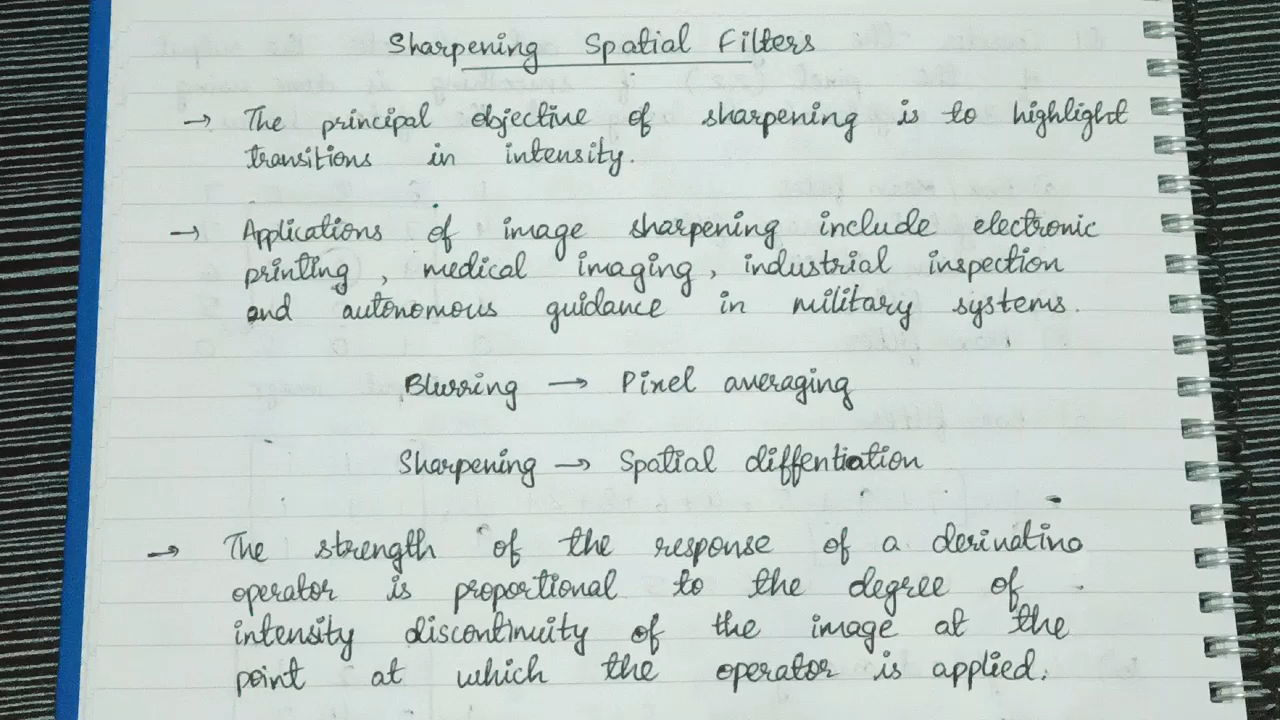 Sharpening Spatial Filters
→ The principal objective of sharpening is to highlight
transitions in intensity.
→ Applications of image sharpening include electronic
printing, medical imaging, industrial inspection
and autonomous guidance in military systems.
Blurring → Pixel averaging
Sharpening → Spatial diffentiation
→ The strength of the response of a derivative
operator is proportional to the degree of
intensity discontinuity of the image at the
point at which the operator is applied.